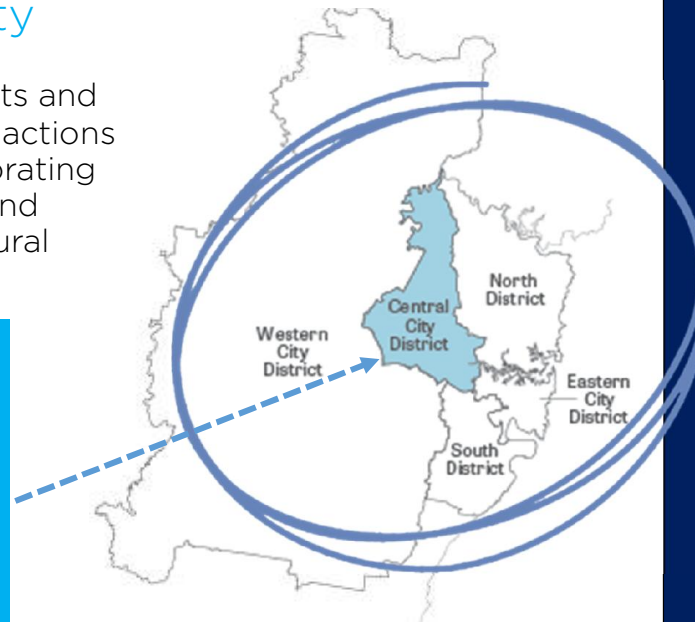 ty
ts and
actions
orating
nd
ural
North
District
Central
City
District
Western
City
District
Eastern
City
District
South
District